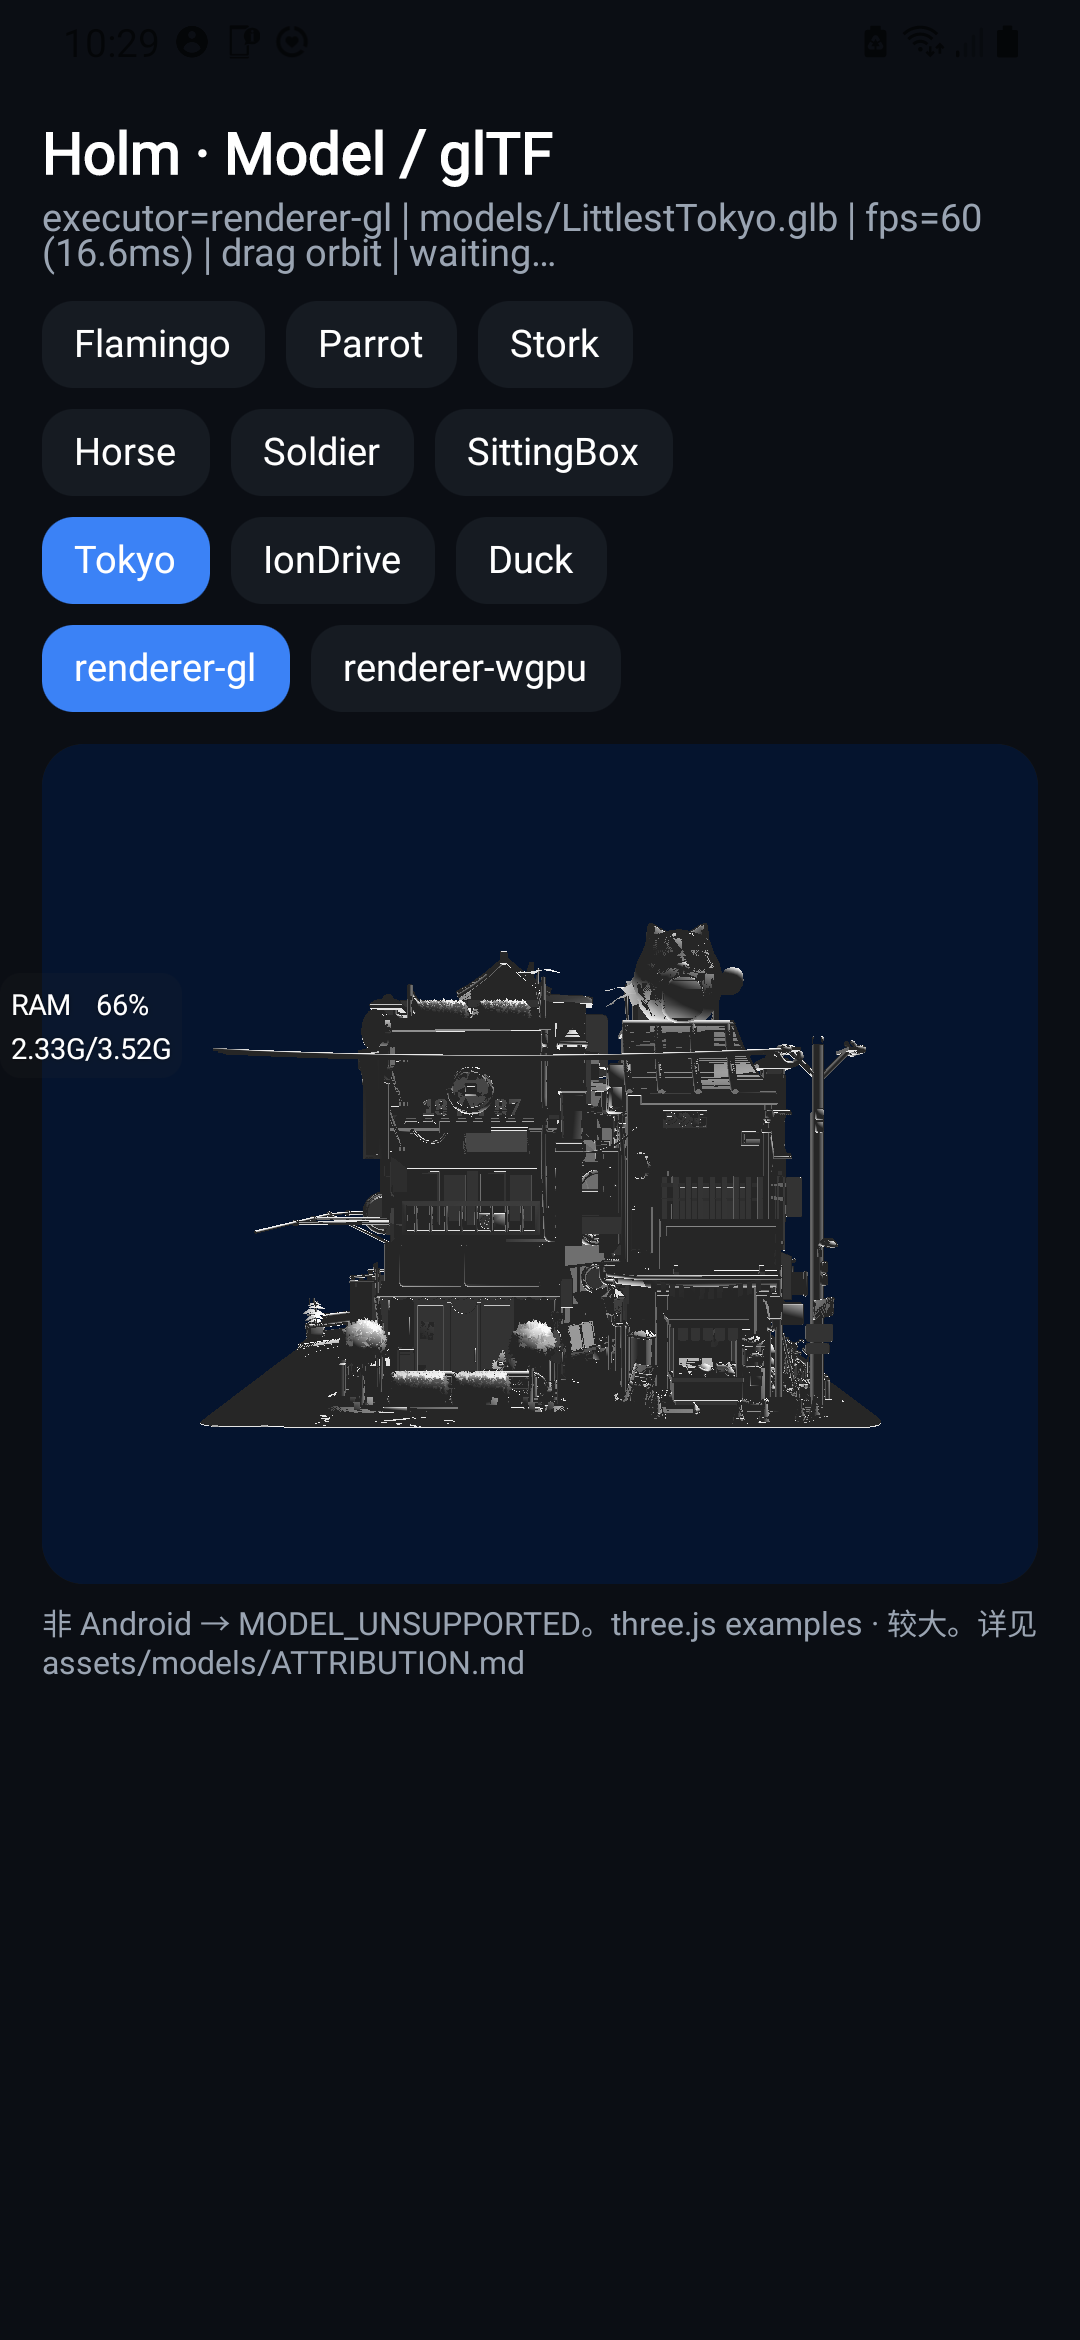 10:29
Holm · Model / glTF
executor=renderer-gl | models/LittlestTokyo.glb | fps=60
(16.6ms) | drag orbit | waiting…
Flamingo Parrot Stork
Horse Soldier SittingBox
Tokyo IonDrive Duck
renderer-gl renderer-wgpu
RAM 66%
2.33G/3.52G
非 Android → MODEL_UNSUPPORTED。three.js examples · 较大。详见
assets/models/ATTRIBUTION.md